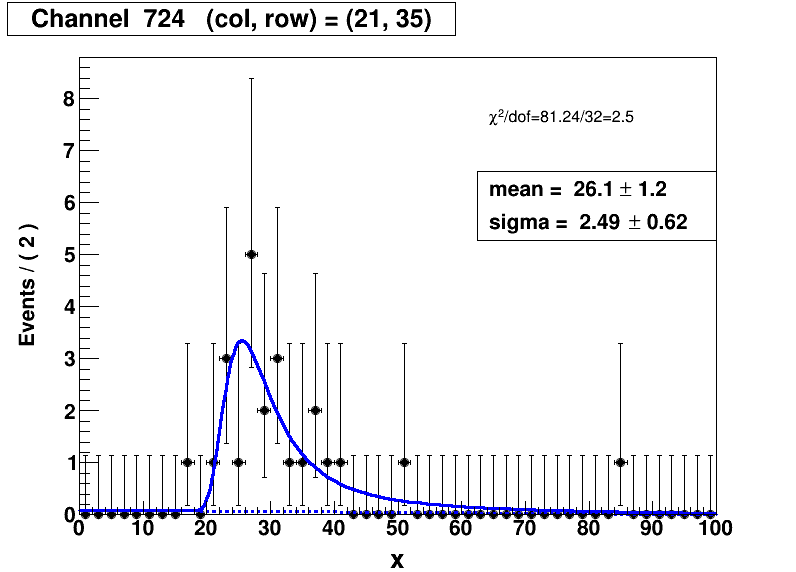 Channel 724 (col, row) = (21, 35)
χ²/dof=81.24/32=2.5
mean = 26.1 ± 1.2
sigma = 2.49 ± 0.62
Events / ( 2 )
8
7
6
5
4
3
2
1
0
0 10 20 30 40 50 60 70 80 90 100
x